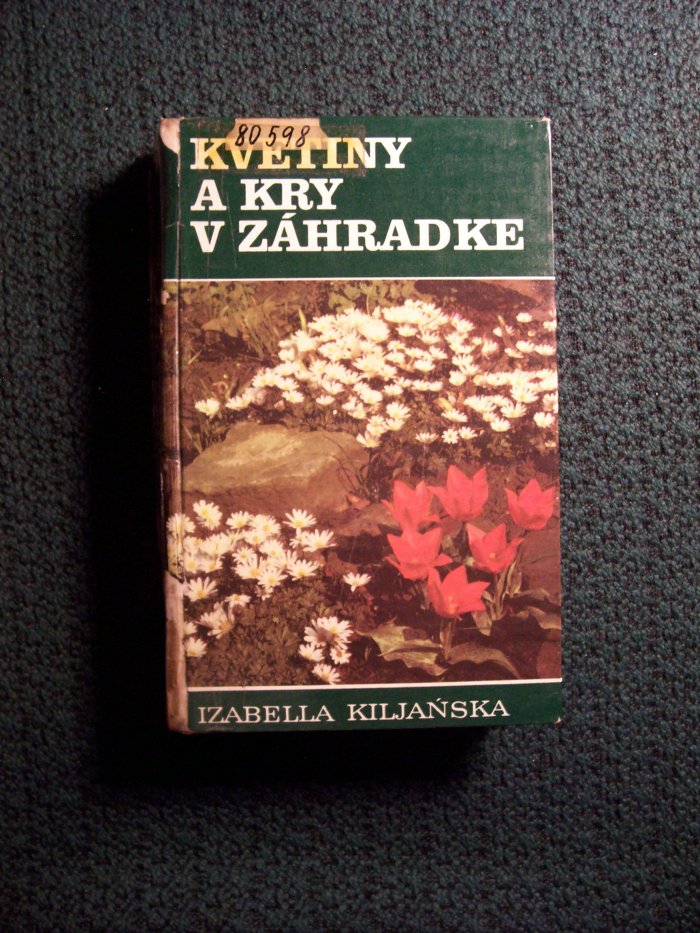 80598
KVETINY
A KRY
V ZÁHRADKE
IZABELLA KILJAŃSKA